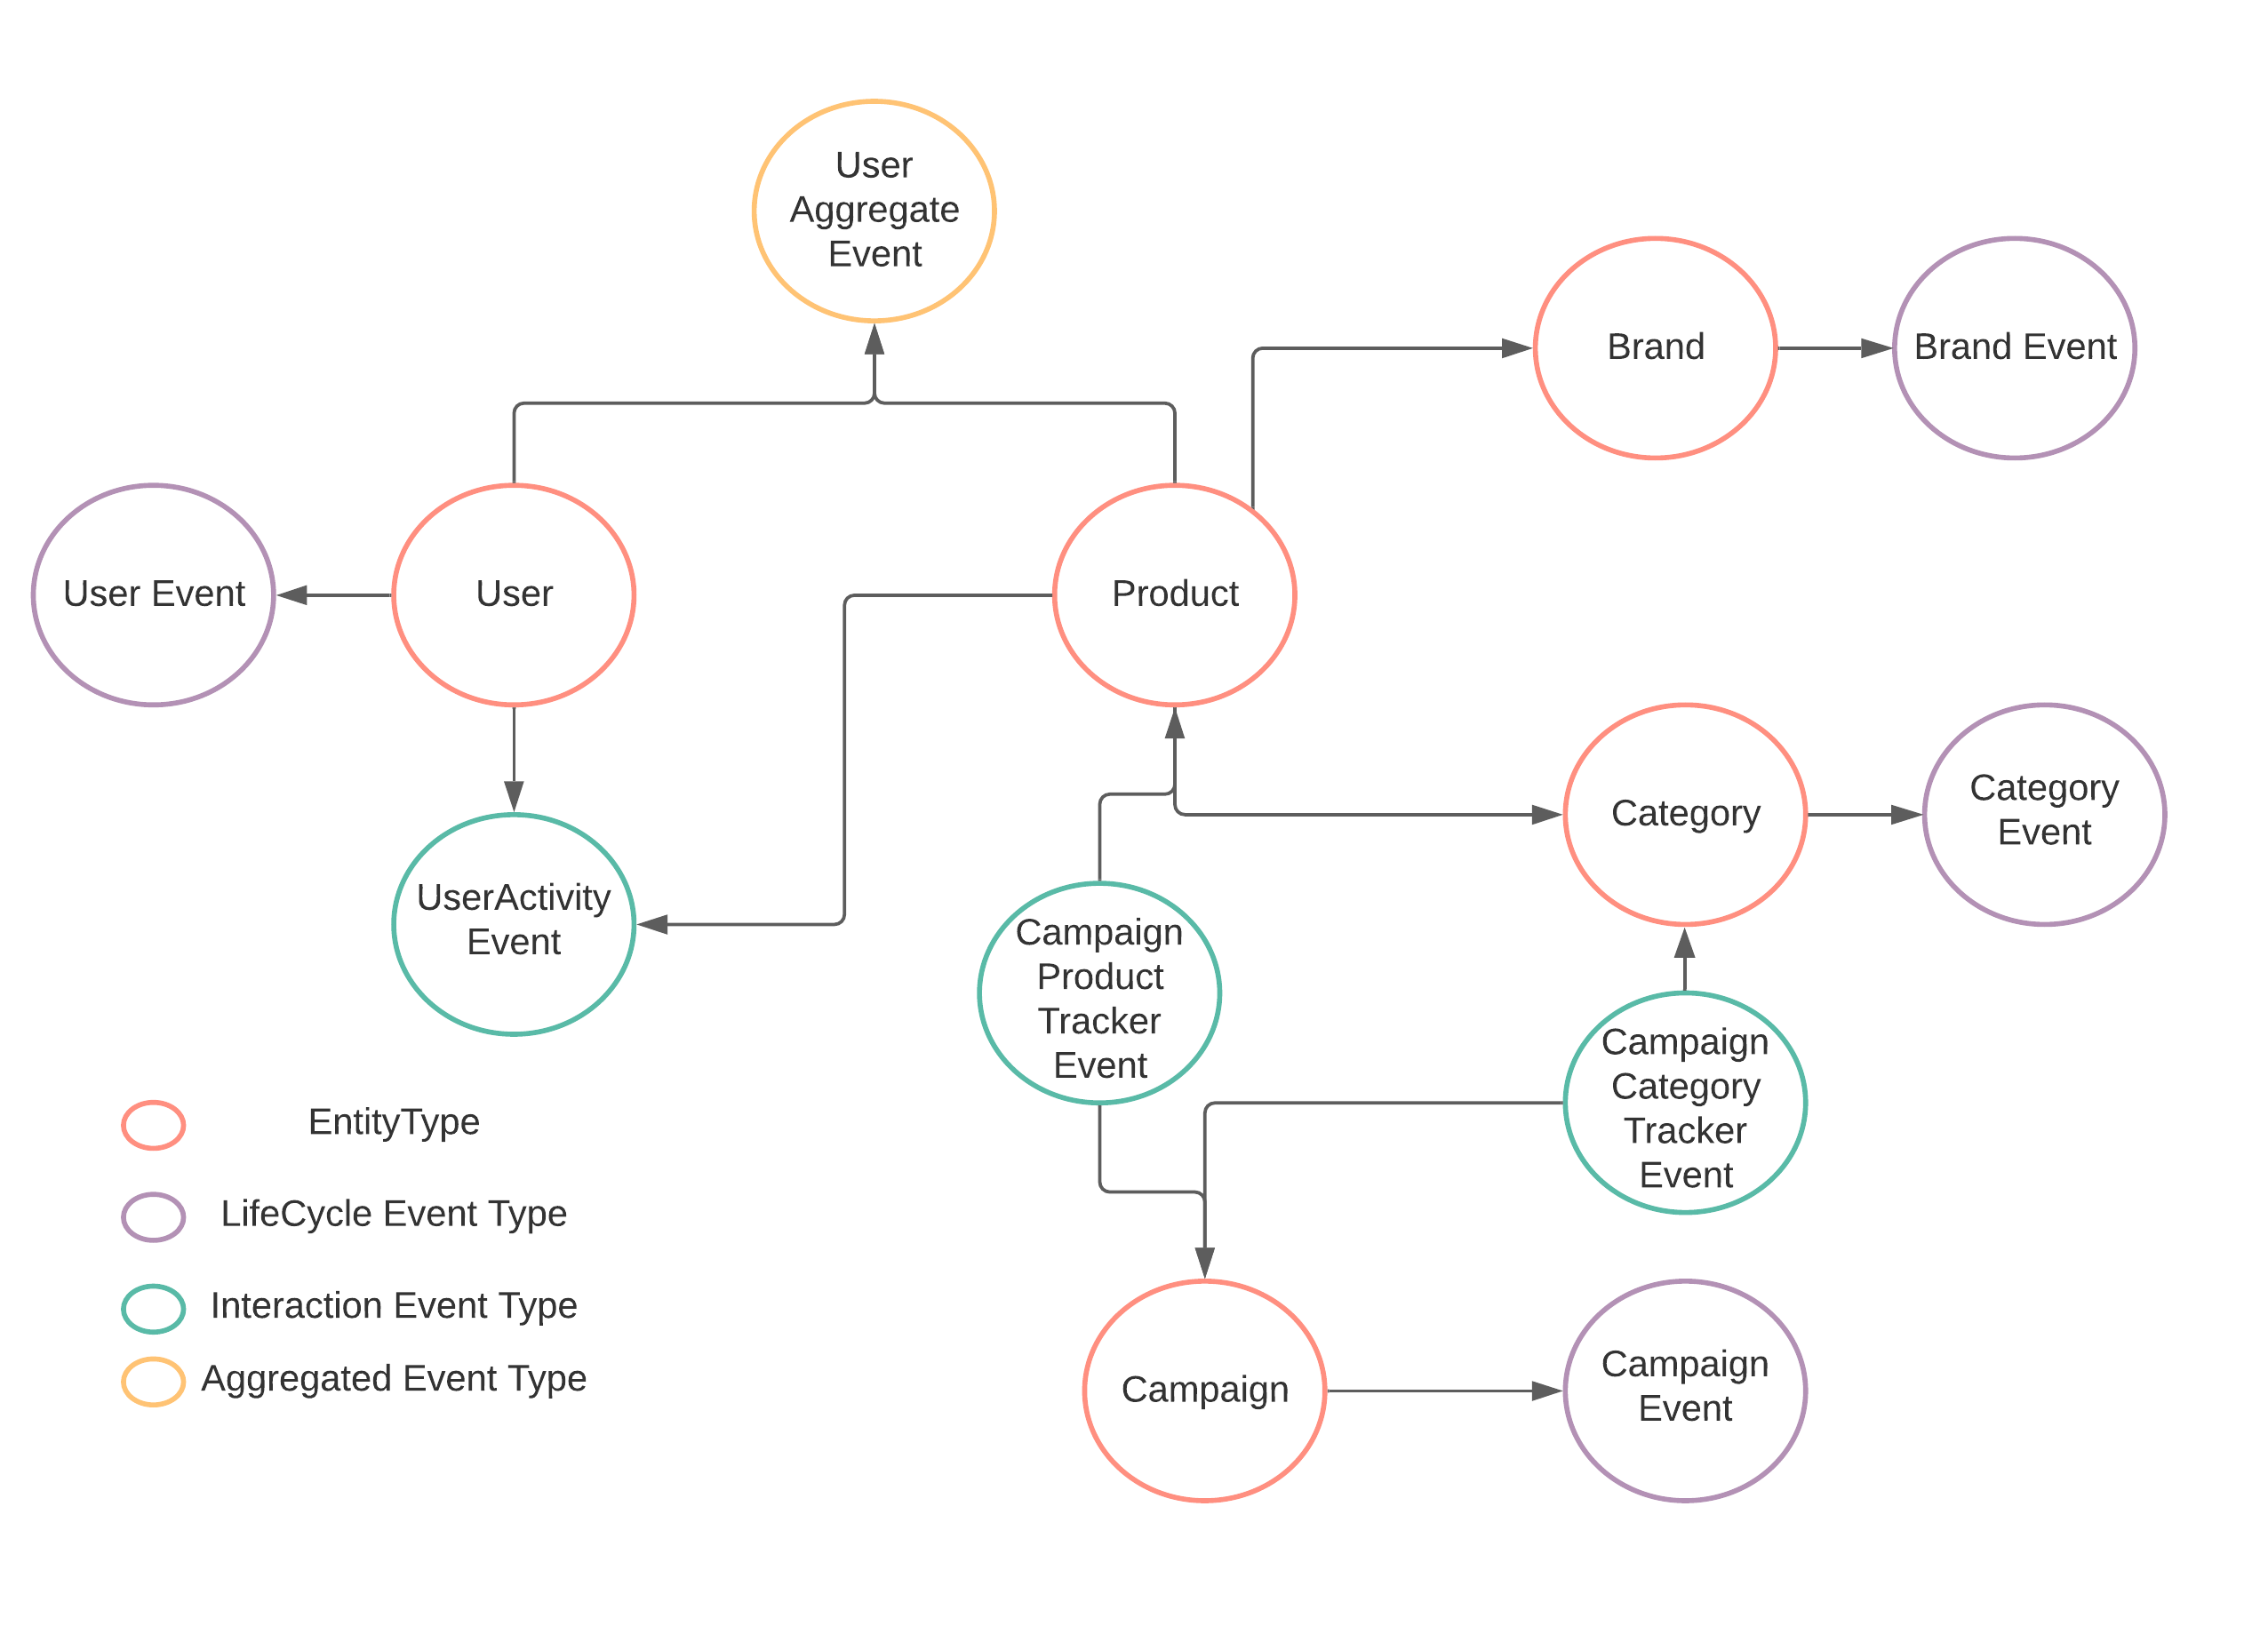 User
Aggregate
Event
Brand
Brand Event
User Event
User
Product
Category
Category
Event
UserActivity
Event
Campaign
Product
Tracker
Event
Campaign
Category
Tracker
Event
EntityType
LifeCycle Event Type
Interaction Event Type
Aggregated Event Type
Campaign
Campaign
Event